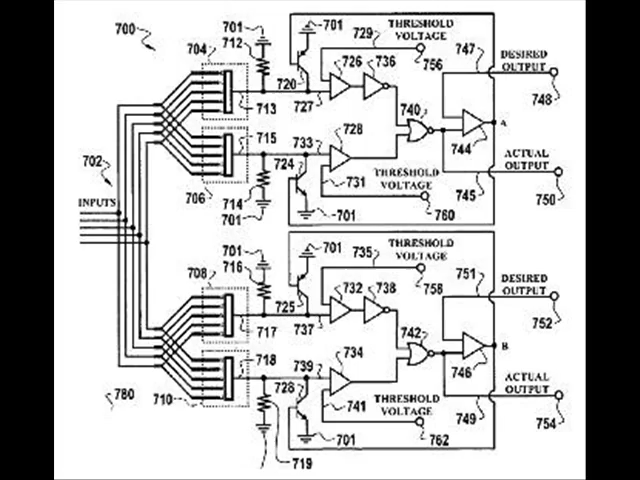 701 701 729 THRESHOLD VOLTAGE 747 DESIRED OUTPUT
700 712 704 726 736 756
720 740 748
713 727 A
715 733 728 744
702 724 ACTUAL OUTPUT
706 714 731 THRESHOLD VOLTAGE 745 750
INPUTS 701 701 760
701 701 735 THRESHOLD VOLTAGE 751 DESIRED OUTPUT
716 708 732 738 758
725 742 752
717 737 B
718 739 734 746
728 ACTUAL OUTPUT
780 710 741 THRESHOLD VOLTAGE 749 754
719 701 762